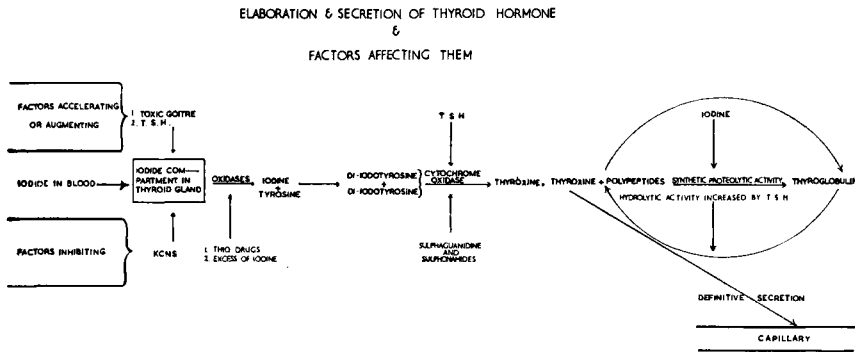 ELABORATION & SECRETION OF THYROID HORMONE
&
FACTORS AFFECTING THEM
FACTORS ACCELERATING
OR AUGMENTING
1. TOXIC GOITRE
2. T. S. H.
T S H
IODINE
IODIDE IN BLOOD
IODIDE COM—
PARTMENT IN
THYROID GLAND
OXIDASES
IODINE
+
TYROSINE
DI-IODOTYROSINE
+
DI-IODOTYROSINE
CYTOCHROME
OXIDASE
THYROXINE.
THYROXINE + POLYPEPTIDES
SYNTHETIC PROTEOLYTIC ACTIVITY
THYROGLOBULIN
HYDROLYTIC ACTIVITY INCREASED BY T S H
FACTORS INHIBITING
KCNS
1. THIO DRUGS
2. EXCESS OF IODINE
SULPHAGUANIDINE
AND
SULPHONAMIDES
DEFINITIVE SECRETION
CAPILLARY